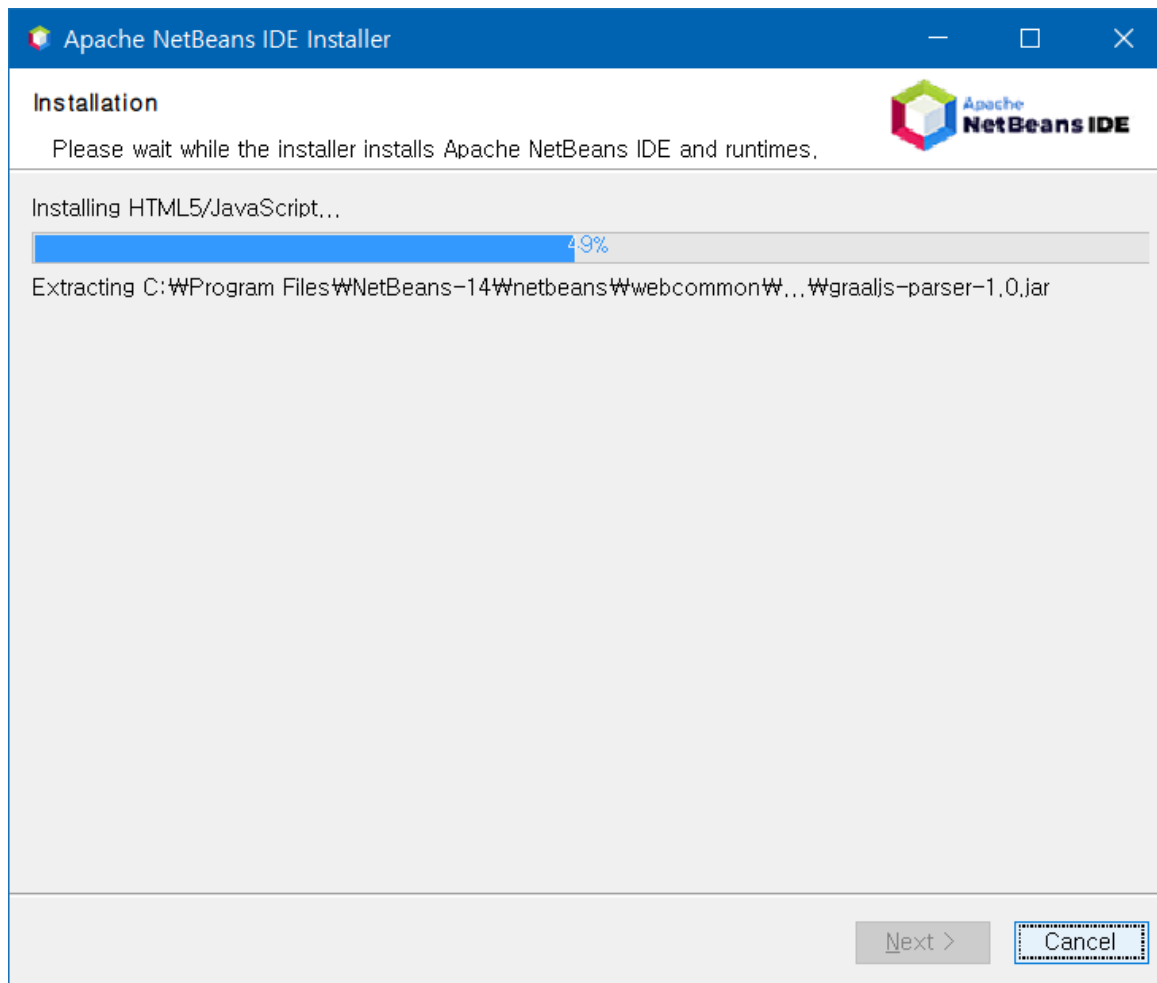 Apache NetBeans IDE Installer
Installation
Apache
NetBeans IDE
Please wait while the installer installs Apache NetBeans IDE and runtimes.
Installing HTML5/JavaScript...
49%
Extracting C:₩Program Files₩NetBeans-14₩netbeans₩webcommon₩...₩graaljs-parser-1.0.jar
Next >
Cancel